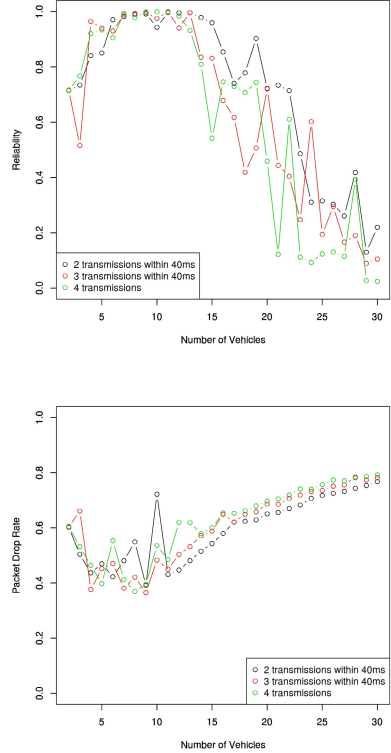 1.0
0.8
0.6
0.4
0.2
0.0
Reliability
2 transmissions within 40ms
3 transmissions within 40ms
4 transmissions
5 10 15 20 25 30
Number of Vehicles
1.0
0.8
0.6
0.4
0.2
0.0
Packet Drop Rate
2 transmissions within 40ms
3 transmissions within 40ms
4 transmissions
5 10 15 20 25 30
Number of Vehicles